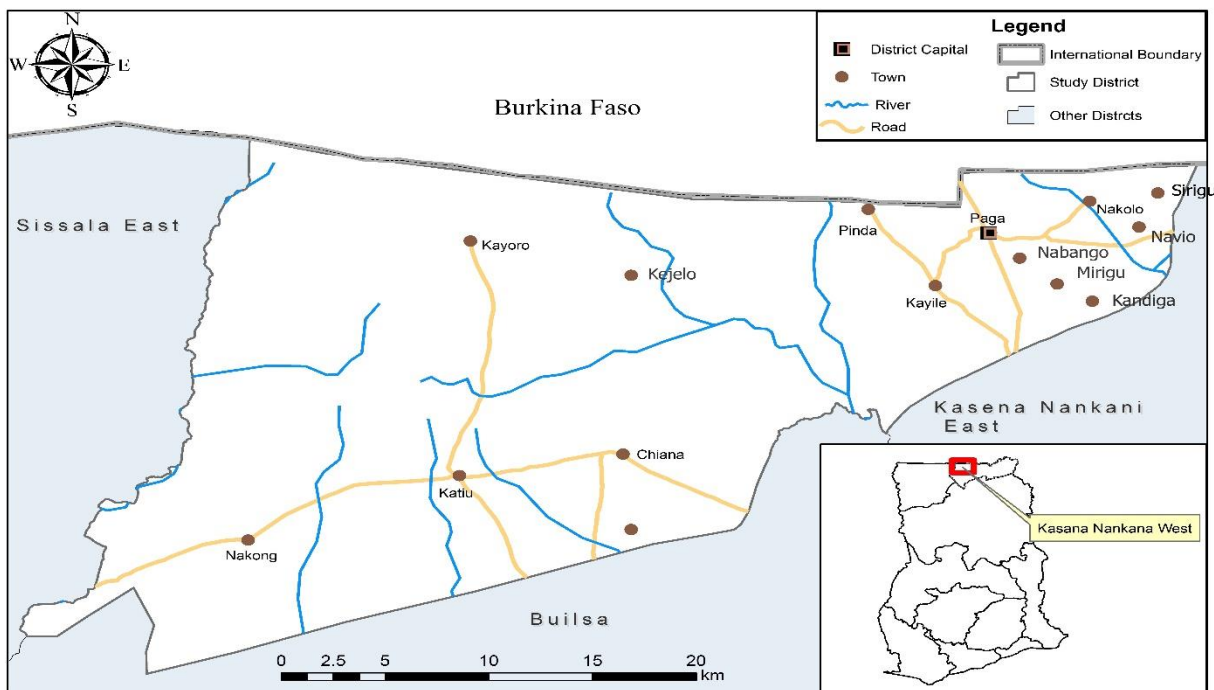 N
W
E
S
Burkina Faso
Legend
District Capital
Town
River
Road
International Boundary
Study District
Other Distrcts
Sissala East
Kayoro
Kejelo
Pinda
Paga
Nakolo
Sirigu
Navio
Nabango
Mirigu
Kandiga
Kayile
Kasena Nankani
East
Chiana
Katiu
Nakong
Builsa
Kasana Nankana West
0 2.5 5 10 15 20
km